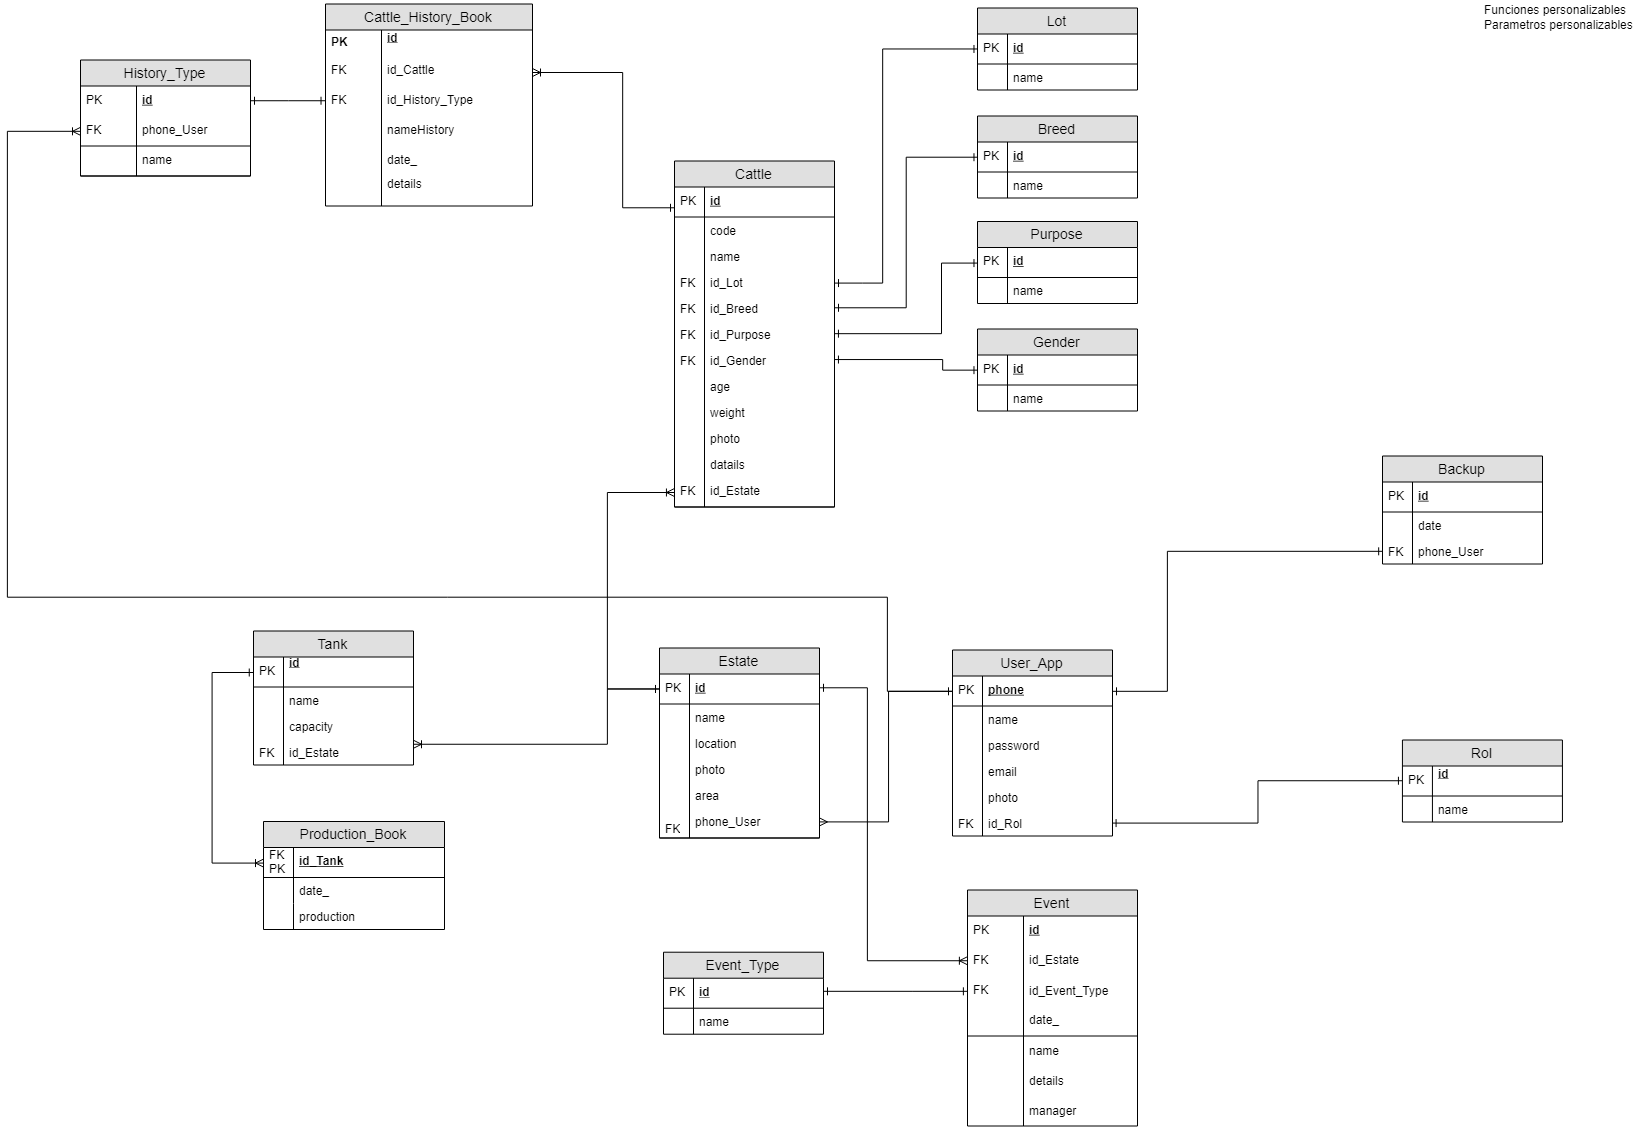 Funciones personalizables
Parametros personalizables
Cattle_History_Book
PK id
FK id_Cattle
FK id_History_Type
nameHistory
date_
details
History_Type
PK id
FK phone_User
name
Lot
PK id
name
Breed
PK id
name
Purpose
PK id
name
Gender
PK id
name
Cattle
PK id
code
name
FK id_Lot
FK id_Breed
FK id_Purpose
FK id_Gender
age
weight
photo
datails
FK id_Estate
Backup
PK id
date
FK phone_User
Tank
PK id
name
capacity
FK id_Estate
Estate
PK id
name
location
photo
area
FK phone_User
User_App
PK phone
name
password
email
photo
FK id_Rol
Rol
PK id
name
Production_Book
FK
PK id_Tank
date_
production
Event_Type
PK id
name
Event
PK id
FK id_Estate
FK id_Event_Type
date_
name
details
manager